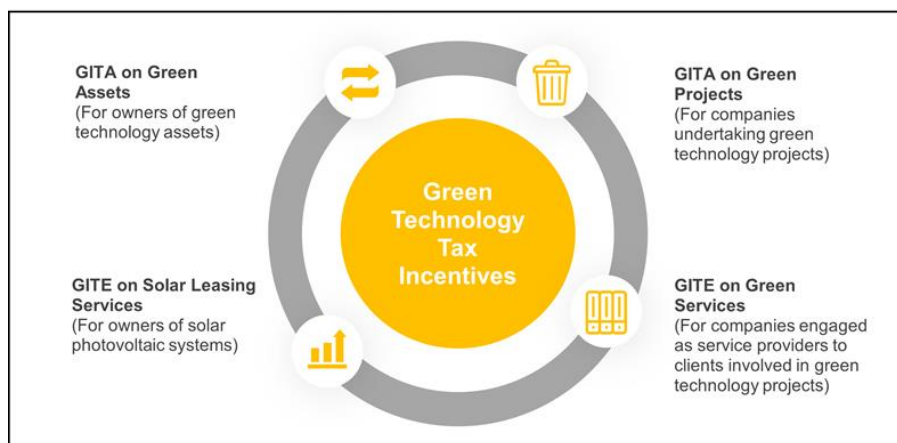 GITA on Green
Assets
(For owners of green
technology assets)
GITA on Green
Projects
(For companies
undertaking green
technology projects)
Green
Technology
Tax
Incentives
GITE on Solar Leasing
Services
(For owners of solar
photovoltaic systems)
GITE on Green
Services
(For companies engaged
as service providers to
clients involved in green
technology projects)